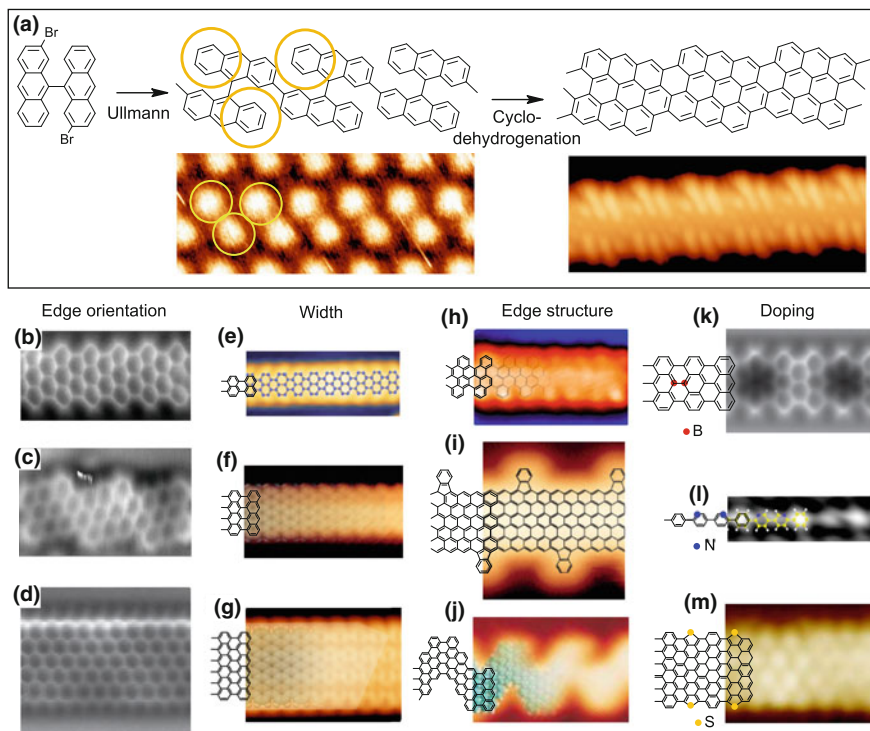 (a)
Br
Br
Ullmann
Cyclo-
dehydrogenation
Edge orientation
Width
Edge structure
Doping
(b)
(e)
(h)
(k)
B
(c)
(f)
(i)
(l)
N
(d)
(g)
(j)
(m)
S